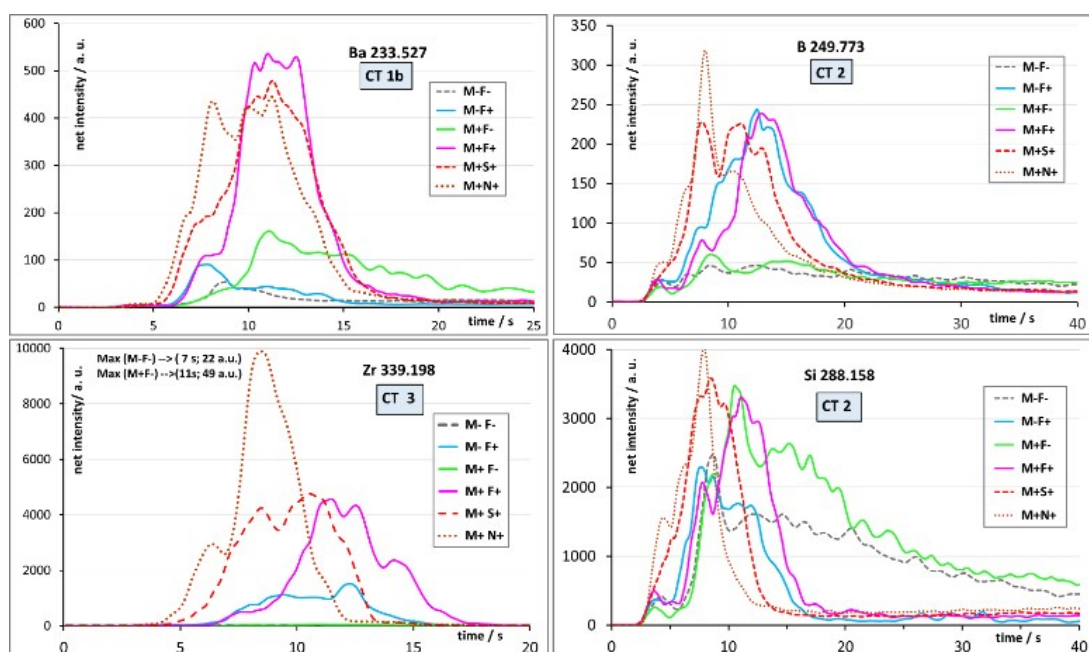 600
500
400
300
200
100
0
net intensity / a. u.
Ba 233.527
CT 1b
M-F-
M-F+
M+F-
M+F+
M+S+
M+N+
0
5
10
15
20
25
time / s
350
300
250
200
150
100
50
0
net intensity / a. u.
B 249.773
CT 2
M-F-
M-F+
M+F-
M+F+
M+S+
M+N+
0
10
20
30
40
time / s
10000
8000
6000
4000
2000
0
net intensity / a. u.
Max (M-F-) --> ( 7 s; 22 a.u.)
Max (M+F-) -->(11s; 49 a.u.)
Zr 339.198
CT 3
M- F-
M- F+
M+ F-
M+ F+
M+ S+
M+ N+
0
5
10
15
20
time / s
4000
3000
2000
1000
0
net imtensity / a. u.
Si 288.158
CT 2
M-F-
M-F+
M+F-
M+F+
M+S+
M+N+
0
10
20
30
40
time / s